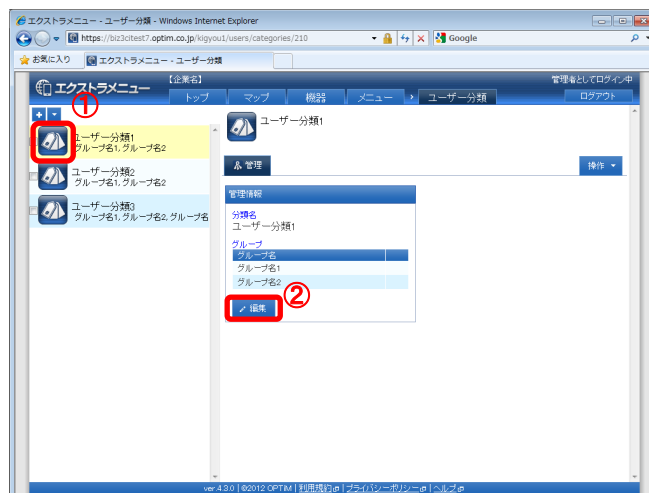 エクストラメニュー - ユーザー分類 - Windows Internet Explorer
https://biz3citest7.optim.co.jp/kigyou1/users/categories/210
Google
お気に入り
エクストラメニュー - ユーザー分類
エクストラメニュー
【企業名】
管理者としてログイン中
トップ
マップ
機器
メニュー
ユーザー分類
ログアウト
①
ユーザー分類1
グループ名1, グループ名2
ユーザー分類2
グループ名1, グループ名2
ユーザー分類3
グループ名1, グループ名2, グループ名
ユーザー分類1
管理
操作
管理情報
分類名
ユーザー分類1
グループ
グループ名
グループ名1
グループ名2
②
編集
ver.4.3.0 | ©2012 OPTiM | 利用規約 | プライバシーポリシー | ヘルプ